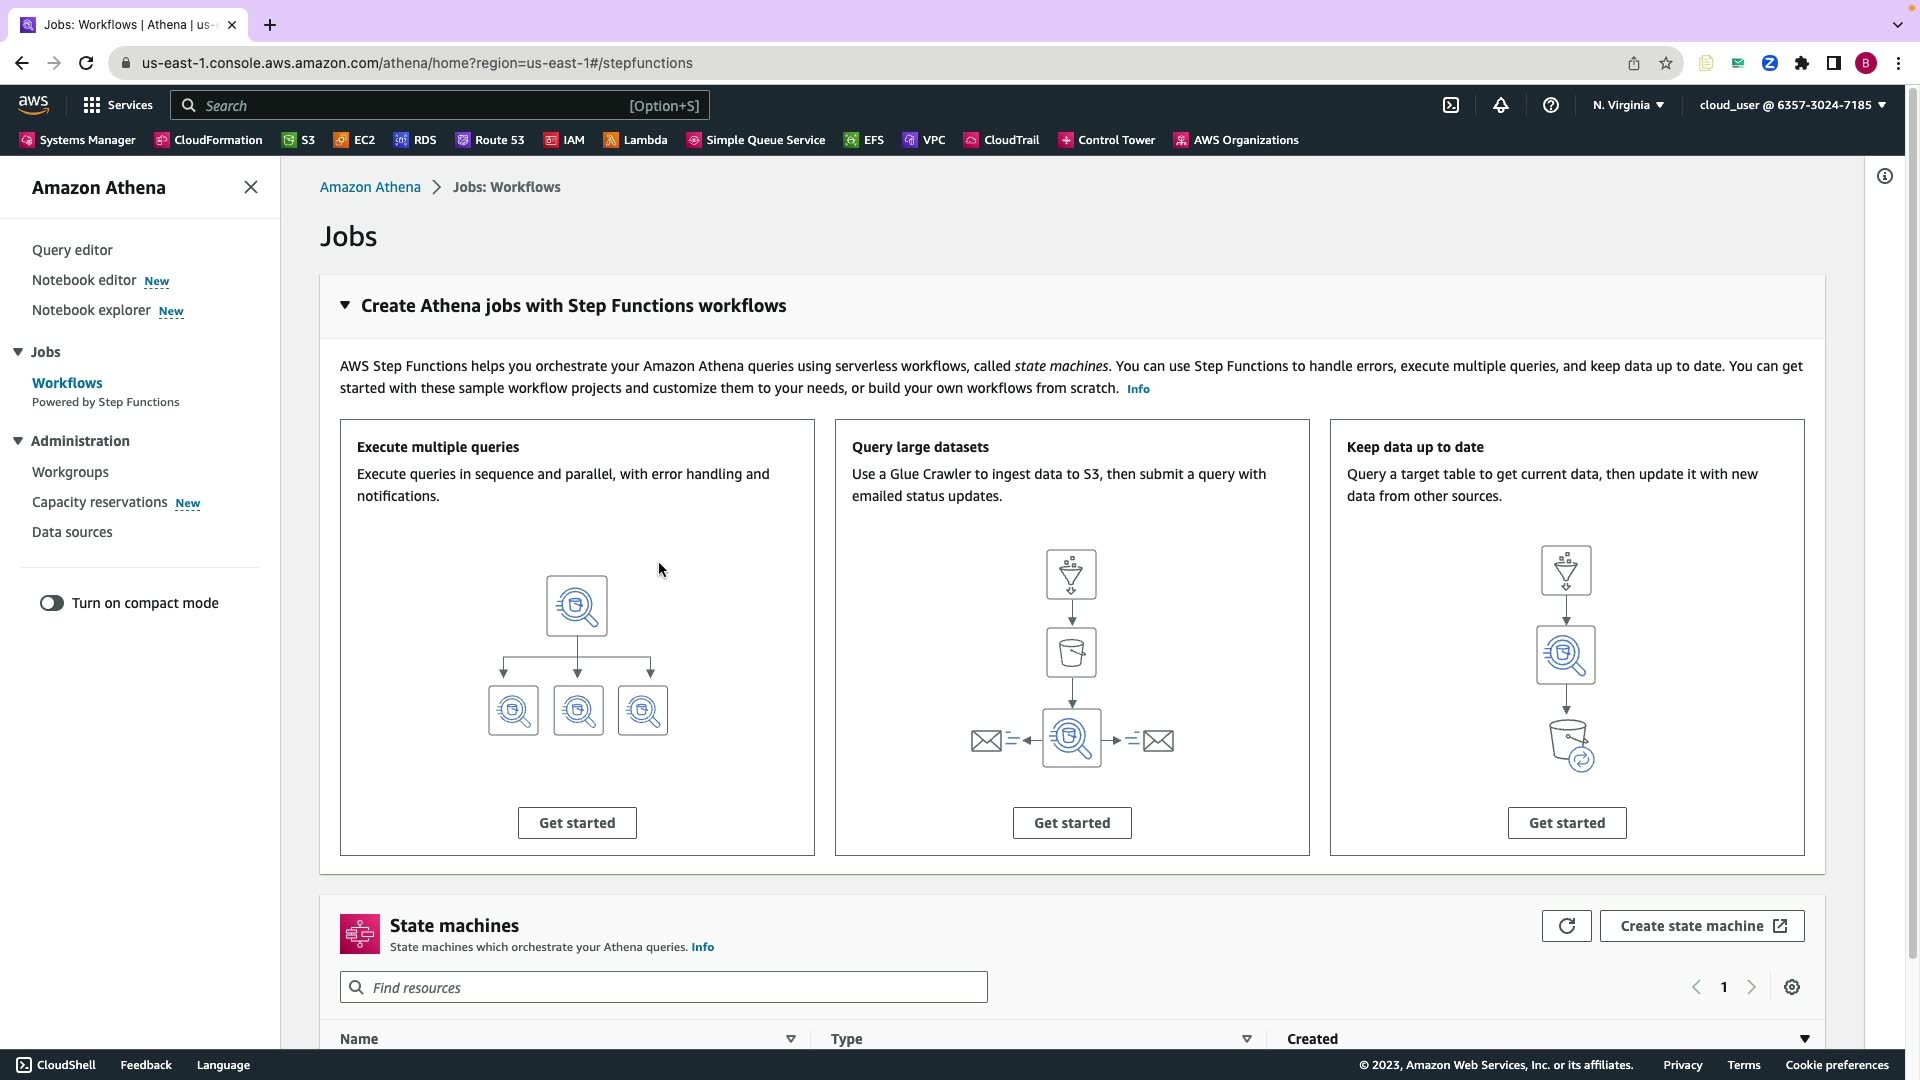 Jobs: Workflows | Athena | us-
us-east-1.console.aws.amazon.com/athena/home?region=us-east-1#/stepfunctions
B
aws
Services
Search
[Option+S]
N. Virginia
cloud_user @ 6357-3024-7185
Systems Manager
CloudFormation
S3
EC2
RDS
Route 53
IAM
Lambda
Simple Queue Service
EFS
VPC
CloudTrail
Control Tower
AWS Organizations
Amazon Athena
Query editor
Notebook editor New
Notebook explorer New
Jobs
Workflows
Powered by Step Functions
Administration
Workgroups
Capacity reservations New
Data sources
Turn on compact mode
Amazon Athena > Jobs: Workflows
Jobs
Create Athena jobs with Step Functions workflows
AWS Step Functions helps you orchestrate your Amazon Athena queries using serverless workflows, called state machines. You can use Step Functions to handle errors, execute multiple queries, and keep data up to date. You can get
started with these sample workflow projects and customize them to your needs, or build your own workflows from scratch. Info
Execute multiple queries
Execute queries in sequence and parallel, with error handling and
notifications.
Get started
Query large datasets
Use a Glue Crawler to ingest data to S3, then submit a query with
emailed status updates.
Get started
Keep data up to date
Query a target table to get current data, then update it with new
data from other sources.
Get started
State machines
State machines which orchestrate your Athena queries. Info
Create state machine
Find resources
1
Name
Type
Created
CloudShell
Feedback
Language
© 2023, Amazon Web Services, Inc. or its affiliates.
Privacy
Terms
Cookie preferences